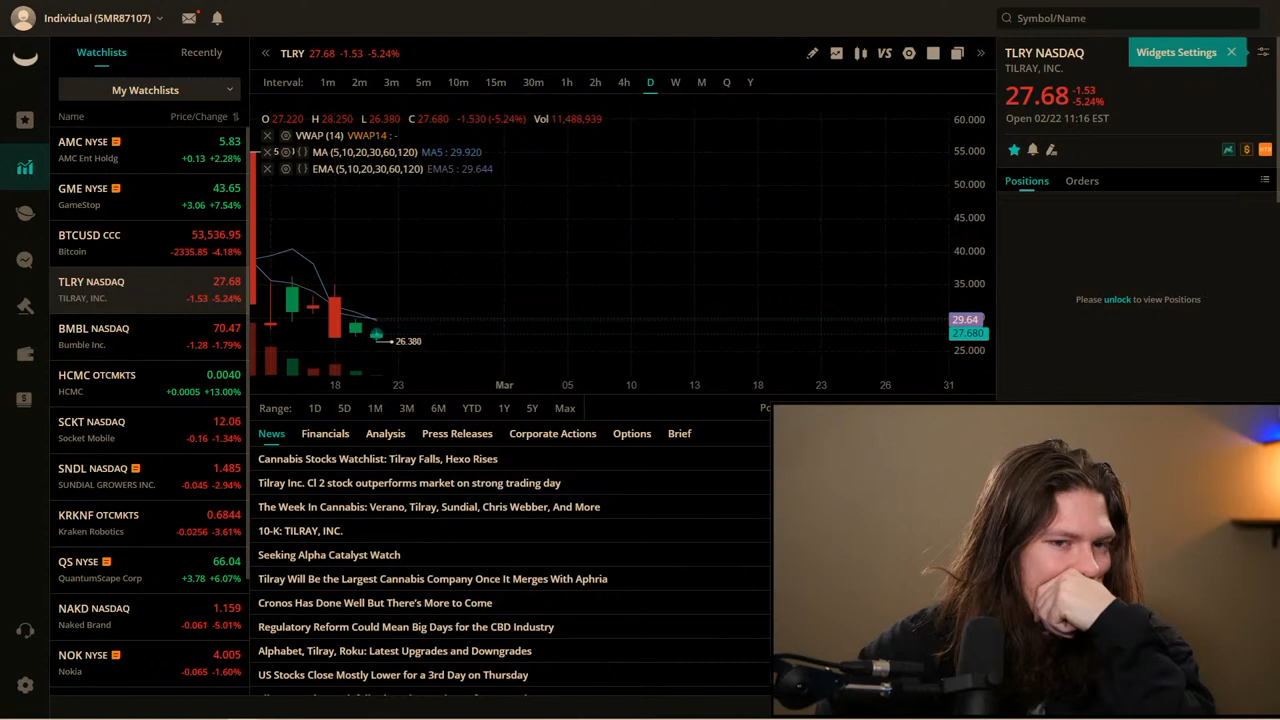 Individual (5MR87107)
Symbol/Name
Watchlists
Recently
My Watchlists
Name
Price/Change
AMC NYSE
5.83
AMC Ent Holdg
+0.13 +2.28%
GME NYSE
43.65
GameStop
+3.06 +7.54%
BTCUSD CCC
53,536.95
Bitcoin
-2335.85 -4.18%
TLRY NASDAQ
27.68
TILRAY, INC.
-1.53 -5.24%
BMBL NASDAQ
70.47
Bumble Inc.
-1.28 -1.79%
HCMC OTCMKTS
0.0040
HCMC
+0.0005 +13.00%
SCKT NASDAQ
12.06
Socket Mobile
-0.16 -1.34%
SNDL NASDAQ
1.485
SUNDIAL GROWERS INC.
-0.045 -2.94%
KRKNF OTCMKTS
0.6844
Kraken Robotics
-0.0256 -3.61%
QS NYSE
66.04
QuantumScape Corp
+3.78 +6.07%
NAKD NASDAQ
1.159
Naked Brand
-0.061 -5.01%
NOK NYSE
4.005
Nokia
-0.065 -1.60%
TLRY 27.68 -1.53 -5.24%
VS
Interval: 1m 2m 3m 5m 10m 15m 30m 1h 2h 4h D W M Q Y
O 27.220 H 28.250 L 26.380 C 27.680 -1.530 (-5.24%) Vol 11,488,939
VWAP (14) VWAP14 : -
MA (5,10,20,30,60,120) MA5 : 29.920
EMA (5,10,20,30,60,120) EMA5 : 29.644
60.000
55.000
50.000
45.000
40.000
35.000
29.64
27.680
25.000
26.380
18 23 Mar 05 10 13 18 23 26 31
Range: 1D 5D 1M 3M 6M YTD 1Y 5Y Max
News Financials Analysis Press Releases Corporate Actions Options Brief
Cannabis Stocks Watchlist: Tilray Falls, Hexo Rises
Tilray Inc. Cl 2 stock outperforms market on strong trading day
The Week In Cannabis: Verano, Tilray, Sundial, Chris Webber, And More
10-K: TILRAY, INC.
Seeking Alpha Catalyst Watch
Tilray Will Be the Largest Cannabis Company Once It Merges With Aphria
Cronos Has Done Well But There's More to Come
Regulatory Reform Could Mean Big Days for the CBD Industry
Alphabet, Tilray, Roku: Latest Upgrades and Downgrades
US Stocks Close Mostly Lower for a 3rd Day on Thursday
TLRY NASDAQ
Widgets Settings
TILRAY, INC.
27.68 -1.53
-5.24%
Open 02/22 11:16 EST
Positions Orders
Please unlock to view Positions